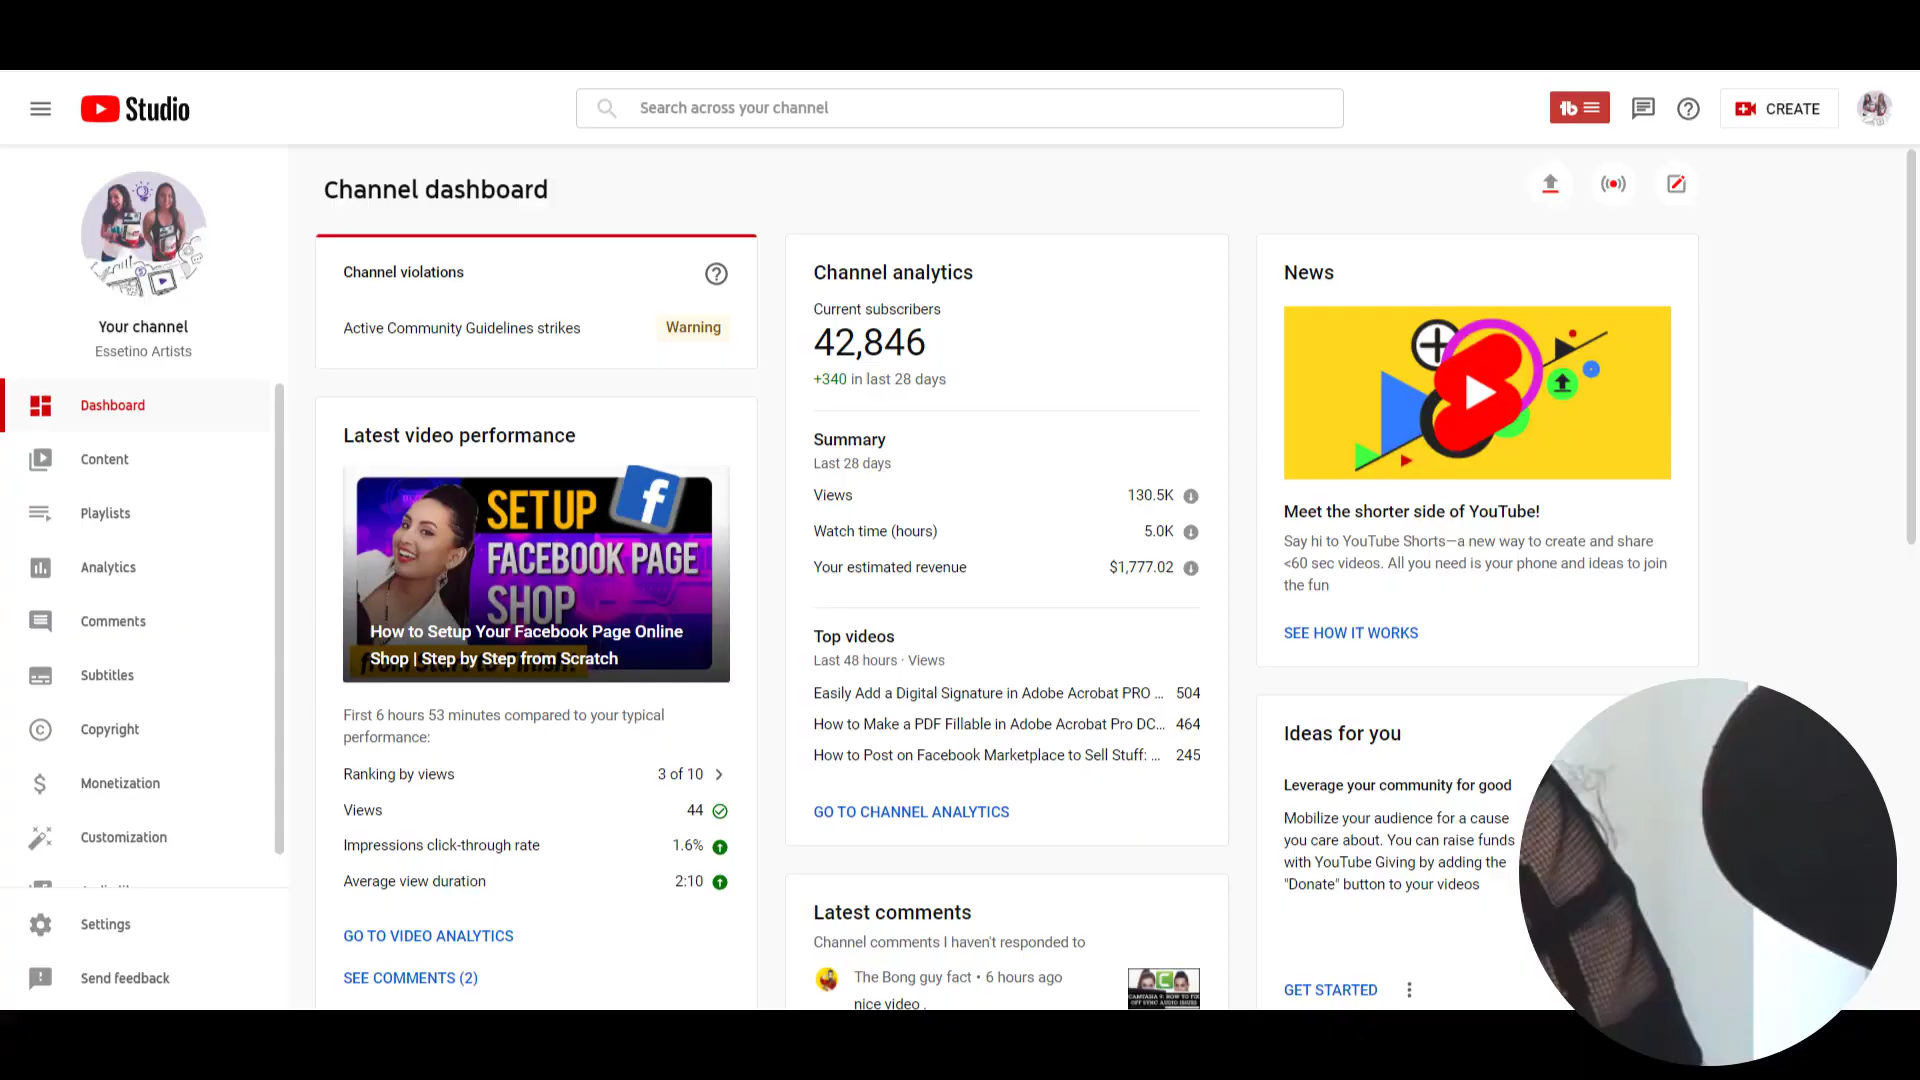 Studio
Search across your channel
CREATE
Your channel
Essetino Artists
Dashboard
Content
Playlists
Analytics
Comments
Subtitles
Copyright
Monetization
Customization
Settings
Send feedback
Channel dashboard
Channel violations
Active Community Guidelines strikes Warning
Latest video performance
SETUP
FACEBOOK PAGE
SHOP
How to Setup Your Facebook Page Online
Shop | Step by Step from Scratch
First 6 hours 53 minutes compared to your typical
performance:
Ranking by views 3 of 10
Views 44
Impressions click-through rate 1.6%
Average view duration 2:10
GO TO VIDEO ANALYTICS
SEE COMMENTS (2)
Channel analytics
Current subscribers
42,846
+340 in last 28 days
Summary
Last 28 days
Views 130.5K
Watch time (hours) 5.0K
Your estimated revenue $1,777.02
Top videos
Last 48 hours · Views
Easily Add a Digital Signature in Adobe Acrobat PRO ... 504
How to Make a PDF Fillable in Adobe Acrobat Pro DC... 464
How to Post on Facebook Marketplace to Sell Stuff: ... 245
GO TO CHANNEL ANALYTICS
Latest comments
Channel comments I haven't responded to
The Bong guy fact • 6 hours ago
nice video .
CAMTASIA 9: HOW TO FIX
OFF SYNC AUDIO ISSUES
News
Meet the shorter side of YouTube!
Say hi to YouTube Shorts—a new way to create and share
<60 sec videos. All you need is your phone and ideas to join
the fun
SEE HOW IT WORKS
Ideas for you
Leverage your community for good
Mobilize your audience for a cause
you care about. You can raise funds
with YouTube Giving by adding the
"Donate" button to your videos
GET STARTED